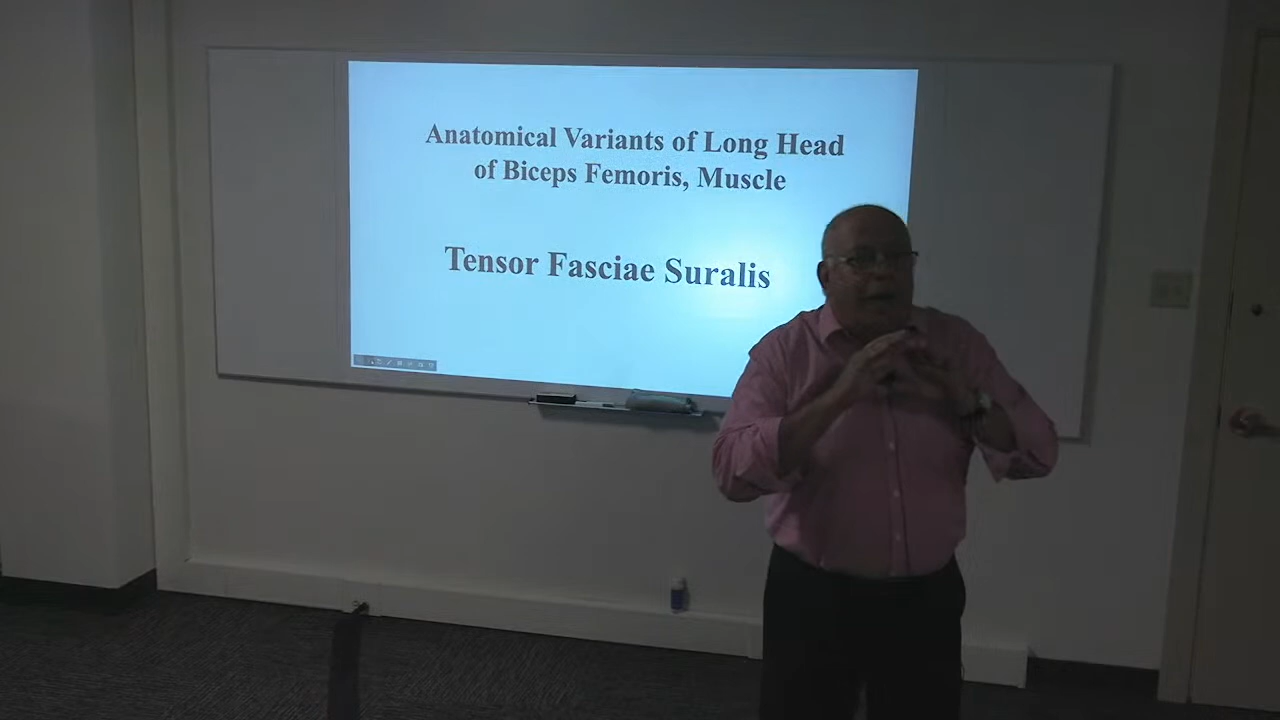 Anatomical Variants of Long Head
of Biceps Femoris, Muscle
Tensor Fasciae Suralis